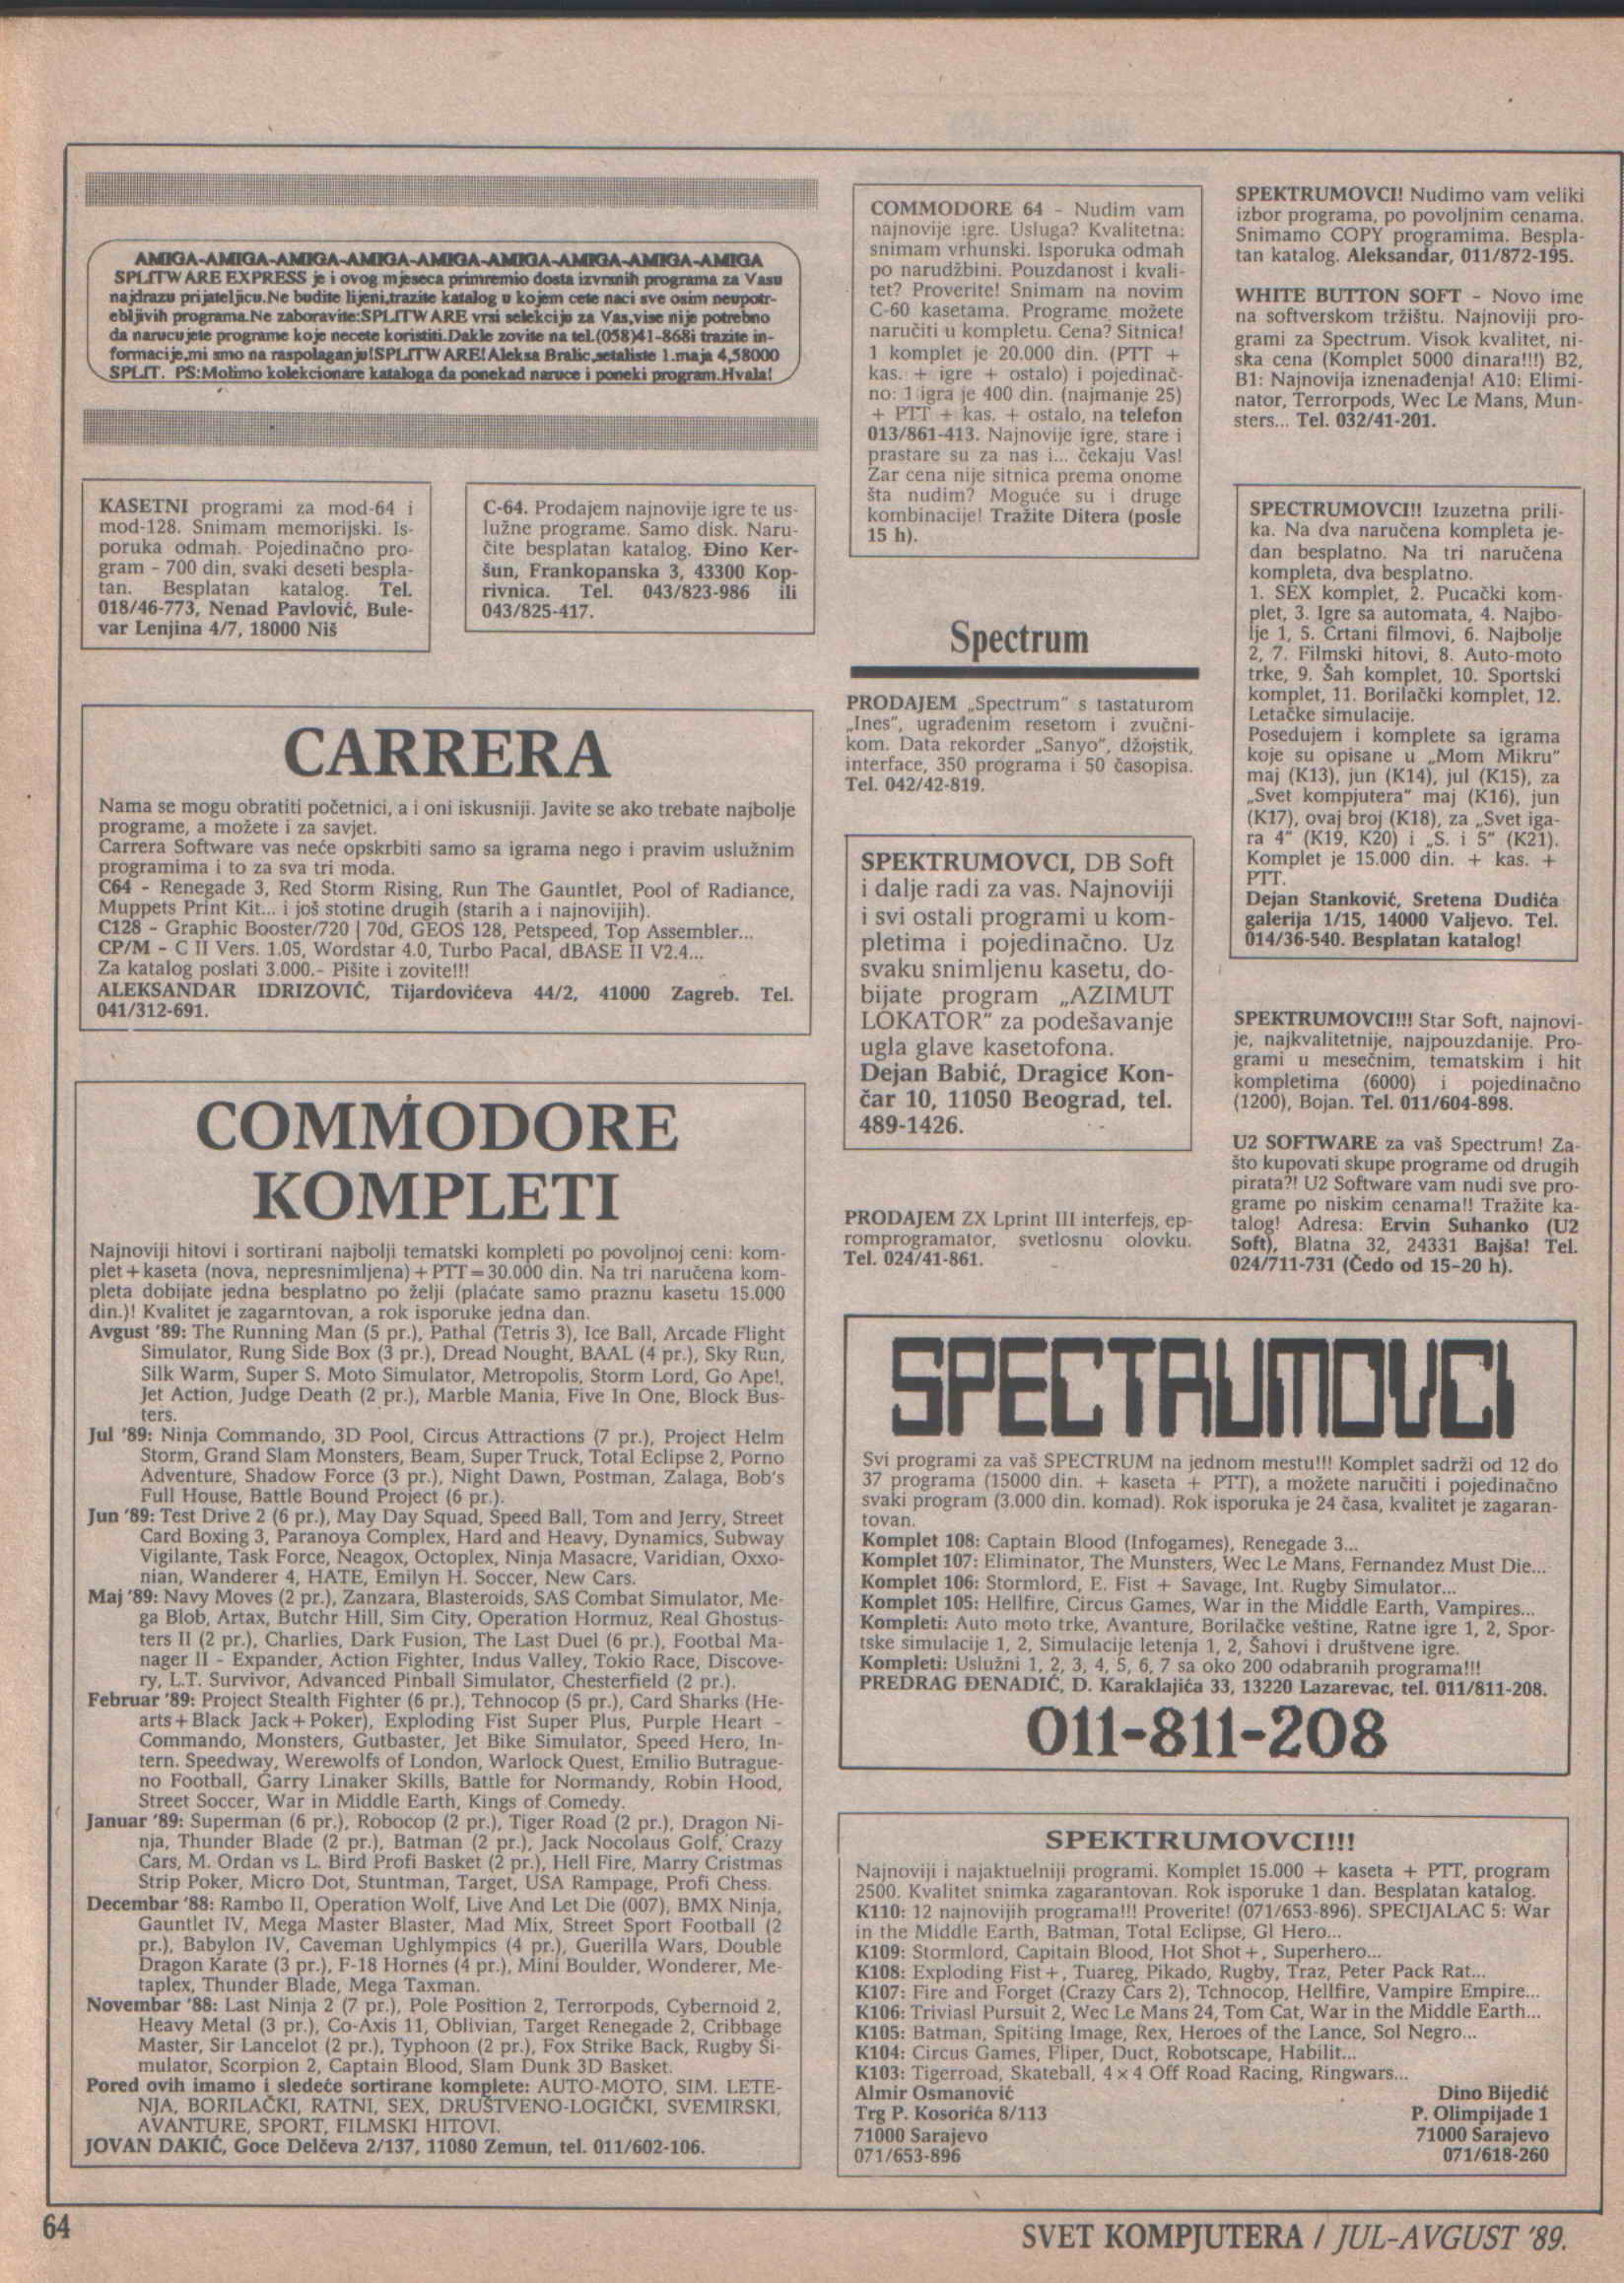 AMIGA-AMIGA-AMIGA-AMIGA-AMIGA-AMIGA-AMIGA-AMIGA-AMIGA
SPLITWARE EXPRESS je i ovog mjeseca primremio dosta izvrsnih programa za Vasu
najdrazu prijateljicu.Ne budite lijeni,trazite katalog u kojem cete naci sve osim neupotr-
ebljivih programa.Ne zaboravite:SPLITWARE vrsi selekciju za Vas,vise nije potrebno
da narucujete programe koje necete koristiti.Dakle zovite na tel.(058)41-868i trazite in-
formacije,mi smo na raspolaganju!SPLITWARE!Aleksa Bralic,setaliste 1.maja 4,58000
SPLIT. PS:Molimo kolekcionare kataloga da ponekad naruce i poneki program.Hvala!
KASETNI programi za mod-64 i
mod-128. Snimam memorijski. Is-
poruka odmah. Pojedinačno pro-
gram - 700 din, svaki deseti bespla-
tan. Besplatan katalog. Tel.
018/46-773, Nenad Pavlović, Bule-
var Lenjina 4/7, 18000 Niš
C-64. Prodajem najnovije igre te us-
lužne programe. Samo disk. Naru-
čite besplatan katalog. Đino Ker-
šun, Frankopanska 3, 43300 Kop-
rivnica. Tel. 043/823-986 ili
043/825-417.
CARRERA
Nama se mogu obratiti početnici, a i oni iskusniji. Javite se ako trebate najbolje
programe, a možete i za savjet.
Carrera Software vas neće opskrbiti samo sa igrama nego i pravim uslužnim
programima i to za sva tri moda.
C64 - Renegade 3, Red Storm Rising, Run The Gauntlet, Pool of Radiance,
Muppets Print Kit... i još stotine drugih (starih a i najnovijih).
C128 - Graphic Booster/720 | 70d, GEOS 128, Petspeed, Top Assembler...
CP/M - C II Vers. 1.05, Wordstar 4.0, Turbo Pacal, dBASE II V2.4...
Za katalog poslati 3.000.- Pišite i zovite!!!
ALEKSANDAR IDRIZOVIĆ, Tijardovićeva 44/2, 41000 Zagreb. Tel.
041/312-691.
COMMODORE
KOMPLETI
Najnoviji hitovi i sortirani najbolji tematski kompleti po povoljnoj ceni: kom-
plet+kaseta (nova, nepresnimljena)+PTT=30.000 din. Na tri naručena kom-
pleta dobijate jedna besplatno po želji (plaćate samo praznu kasetu 15.000
din.)! Kvalitet je zagarntovan, a rok isporuke jedna dan.
Avgust '89: The Running Man (5 pr.), Pathal (Tetris 3), Ice Ball, Arcade Flight
Simulator, Rung Side Box (3 pr.), Dread Nought, BAAL (4 pr.), Sky Run,
Silk Warm, Super S. Moto Simulator, Metropolis, Storm Lord, Go Ape!,
Jet Action, Judge Death (2 pr.), Marble Mania, Five In One, Block Bus-
ters.
Jul '89: Ninja Commando, 3D Pool, Circus Attractions (7 pr.), Project Helm
Storm, Grand Slam Monsters, Beam, Super Truck, Total Eclipse 2, Porno
Adventure, Shadow Force (3 pr.), Night Dawn, Postman, Zalaga, Bob's
Full House, Battle Bound Project (6 pr.).
Jun '89: Test Drive 2 (6 pr.), May Day Squad, Speed Ball, Tom and Jerry, Street
Card Boxing 3, Paranoya Complex, Hard and Heavy, Dynamics, Subway
Vigilante, Task Force, Neagox, Octoplex, Ninja Masacre, Varidian, Oxxo-
nian, Wanderer 4, HATE, Emilyn H. Soccer, New Cars.
Maj '89: Navy Moves (2 pr.), Zanzara, Blasteroids, SAS Combat Simulator, Me-
ga Blob, Artax, Butchr Hill, Sim City, Operation Hormuz, Real Ghostus-
ters II (2 pr.), Charlies, Dark Fusion, The Last Duel (6 pr.), Footbal Ma-
nager II - Expander, Action Fighter, Indus Valley, Tokio Race, Discove-
ry, L.T. Survivor, Advanced Pinball Simulator, Chesterfield (2 pr.).
Februar '89: Project Stealth Fighter (6 pr.), Tehnocop (5 pr.), Card Sharks (He-
arts+Black Jack+Poker), Exploding Fist Super Plus, Purple Heart -
Commando, Monsters, Gutbaster, Jet Bike Simulator, Speed Hero, In-
tern. Speedway, Werewolfs of London, Warlock Quest, Emilio Butrague-
no Football, Garry Linaker Skills, Battle for Normandy, Robin Hood,
Street Soccer, War in Middle Earth, Kings of Comedy.
Januar '89: Superman (6 pr.), Robocop (2 pr.), Tiger Road (2 pr.), Dragon Ni-
nja, Thunder Blade (2 pr.), Batman (2 pr.), Jack Nocolaus Golf, Crazy
Cars, M. Ordan vs L. Bird Profi Basket (2 pr.), Hell Fire, Marry Cristmas
Strip Poker, Micro Dot, Stuntman, Target, USA Rampage, Profi Chess.
Decembar '88: Rambo II, Operation Wolf, Live And Let Die (007), BMX Ninja,
Gauntlet IV, Mega Master Blaster, Mad Mix, Street Sport Football (2
pr.), Babylon IV, Caveman Ughlympics (4 pr.), Guerilla Wars, Double
Dragon Karate (3 pr.), F-18 Hornes (4 pr.), Mini Boulder, Wonderer, Me-
taplex, Thunder Blade, Mega Taxman.
Novembar '88: Last Ninja 2 (7 pr.), Pole Position 2, Terrorpods, Cybernoid 2,
Heavy Metal (3 pr.), Co-Axis 11, Oblivian, Target Renegade 2, Cribbage
Master, Sir Lancelot (2 pr.), Typhoon (2 pr.), Fox Strike Back, Rugby Si-
mulator, Scorpion 2, Captain Blood, Slam Dunk 3D Basket.
Pored ovih imamo i sledeće sortirane komplete: AUTO-MOTO, SIM. LETE-
NJA, BORILAČKI, RATNI, SEX, DRUŠTVENO-LOGIČKI, SVEMIRSKI,
AVANTURE, SPORT, FILMSKI HITOVI.
JOVAN DAKIĆ, Goce Delčeva 2/137, 11080 Zemun, tel. 011/602-106.
COMMODORE 64 - Nudim vam
najnovije igre. Usluga? Kvalitetna:
snimam vrhunski. Isporuka odmah
po narudžbini. Pouzdanost i kvali-
tet? Proverite! Snimam na novim
C-60 kasetama. Programe možete
naručiti u kompletu. Cena? Sitnica!
1 komplet je 20.000 din. (PTT +
kas. + igre + ostalo) i pojedinač-
no: 1 igra je 400 din. (najmanje 25)
+ PTT + kas. + ostalo, na telefon
013/861-413. Najnovije igre, stare i
prastare su za nas i... čekaju Vas!
Zar cena nije sitnica prema onome
šta nudim? Moguće su i druge
kombinacije! Tražite Ditera (posle
15 h).
Spectrum
PRODAJEM „Spectrum" s tastaturom
„Ines", ugrađenim resetom i zvučni-
kom. Data rekorder „Sanyo", džojstik,
interface, 350 programa i 50 časopisa.
Tel. 042/42-819.
SPEKTRUMOVCI, DB Soft
i dalje radi za vas. Najnoviji
i svi ostali programi u kom-
pletima i pojedinačno. Uz
svaku snimljenu kasetu, do-
bijate program „AZIMUT
LOKATOR" za podešavanje
ugla glave kasetofona.
Dejan Babić, Dragice Kon-
čar 10, 11050 Beograd, tel.
489-1426.
PRODAJEM ZX Lprint III interfejs, ep-
romprogramator, svetlosnu olovku.
Tel. 024/41-861.
SPEKTRUMOVCI! Nudimo vam veliki
izbor programa, po povoljnim cenama.
Snimamo COPY programima. Bespla-
tan katalog. Aleksandar, 011/872-195.
WHITE BUTTON SOFT - Novo ime
na softverskom tržištu. Najnoviji pro-
grami za Spectrum. Visok kvalitet, ni-
ska cena (Komplet 5000 dinara!!!) B2,
B1: Najnovija iznenađenja! A10: Elimi-
nator, Terrorpods, Wec Le Mans, Mun-
sters... Tel. 032/41-201.
SPECTRUMOVCI!! Izuzetna prili-
ka. Na dva naručena kompleta je-
dan besplatno. Na tri naručena
kompleta, dva besplatno.
1. SEX komplet, 2. Pucački kom-
plet, 3. Igre sa automata, 4. Najbo-
lje 1, 5. Crtani filmovi, 6. Najbolje
2, 7. Filmski hitovi, 8. Auto-moto
trke, 9. Šah komplet, 10. Sportski
komplet, 11. Borilački komplet, 12.
Letačke simulacije.
Posedujem i komplete sa igrama
koje su opisane u „Mom Mikru"
maj (K13), jun (K14), jul (K15), za
„Svet kompjutera" maj (K16), jun
(K17), ovaj broj (K18), za „Svet iga-
ra 4" (K19, K20) i „S. i 5" (K21).
Komplet je 15.000 din. + kas. +
PTT.
Dejan Stanković, Sretena Dudića
galerija 1/15, 14000 Valjevo. Tel.
014/36-540. Besplatan katalog!
SPEKTRUMOVCI!!! Star Soft, najnovi-
je, najkvalitetnije, najpouzdanije. Pro-
grami u mesečnim, tematskim i hit
kompletima (6000) i pojedinačno
(1200), Bojan. Tel. 011/604-898.
U2 SOFTWARE za vaš Spectrum! Za-
što kupovati skupe programe od drugih
pirata?! U2 Software vam nudi sve pro-
grame po niskim cenama!! Tražite ka-
talog! Adresa: Ervin Suhanko (U2
Soft), Blatna 32, 24331 Bajša! Tel.
024/711-731 (Čedo od 15-20 h).
SPECTRUMOVCI
Svi programi za vaš SPECTRUM na jednom mestu!!! Komplet sadrži od 12 do
37 programa (15000 din. + kaseta + PTT), a možete naručiti i pojedinačno
svaki program (3.000 din. komad). Rok isporuka je 24 časa, kvalitet je zagaran-
tovan.
Komplet 108: Captain Blood (Infogames), Renegade 3...
Komplet 107: Eliminator, The Munsters, Wec Le Mans, Fernandez Must Die...
Komplet 106: Stormlord, E. Fist + Savage, Int. Rugby Simulator...
Komplet 105: Hellfire, Circus Games, War in the Middle Earth, Vampires...
Kompleti: Auto moto trke, Avanture, Borilačke veštine, Ratne igre 1, 2, Spor-
tske simulacije 1, 2, Simulacije letenja 1, 2, Šahovi i društvene igre.
Kompleti: Uslužni 1, 2, 3, 4, 5, 6, 7 sa oko 200 odabranih programa!!!
PREDRAG ĐENADIĆ, D. Karaklajića 33, 13220 Lazarevac, tel. 011/811-208.
011-811-208
SPEKTRUMOVCI!!!
Najnoviji i najaktuelniji programi. Komplet 15.000 + kaseta + PTT, program
2500. Kvalitet snimka zagarantovan. Rok isporuke 1 dan. Besplatan katalog.
K110: 12 najnovijih programa!!! Proverite! (071/653-896). SPECIJALAC 5: War
in the Middle Earth, Batman, Total Eclipse, GI Hero...
K109: Stormlord, Capitain Blood, Hot Shot+, Superhero...
K108: Exploding Fist+, Tuareg, Pikado, Rugby, Traz, Peter Pack Rat...
K107: Fire and Forget (Crazy Cars 2), Tchnocop, Hellfire, Vampire Empire...
K106: Triviasl Pursuit 2, Wec Le Mans 24, Tom Cat, War in the Middle Earth...
K105: Batman, Spitiing Image, Rex, Heroes of the Lance, Sol Negro...
K104: Circus Games, Fliper, Duct, Robotscape, Habilit...
K103: Tigerroad, Skateball, 4×4 Off Road Racing, Ringwars...
Almir Osmanović
Trg P. Kosorića 8/113
71000 Sarajevo
071/653-896
Dino Bijedić
P. Olimpijade 1
71000 Sarajevo
071/618-260
64
SVET KOMPJUTERA / JUL-AVGUST '89.